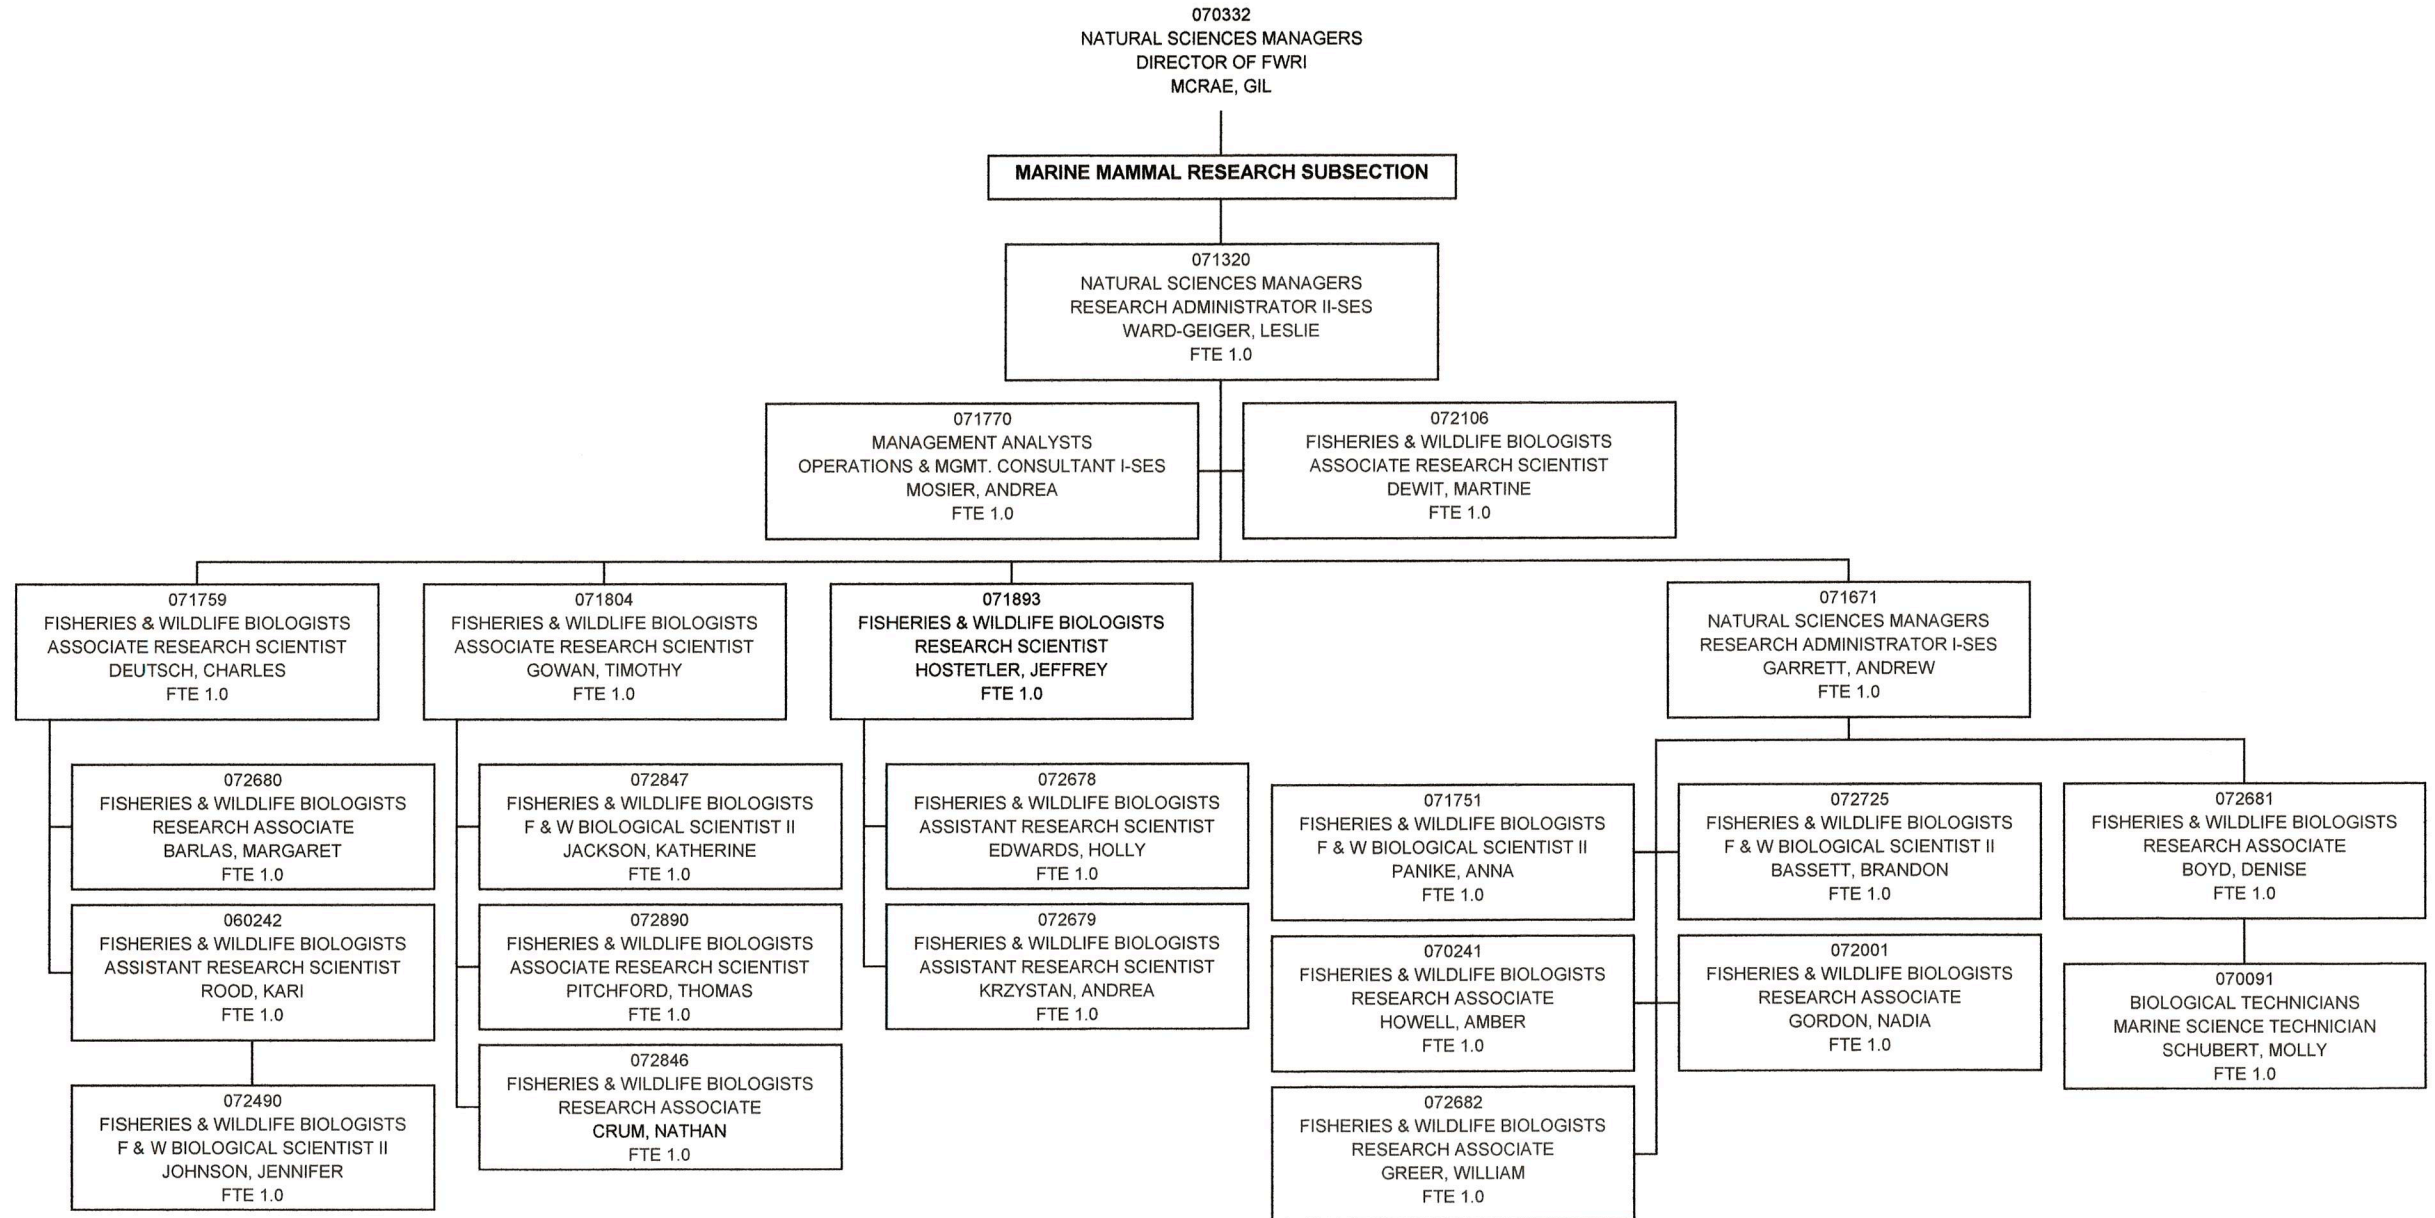 070332
NATURAL SCIENCES MANAGERS
DIRECTOR OF FWRI
MCRAE, GIL
MARINE MAMMAL RESEARCH SUBSECTION
071320
NATURAL SCIENCES MANAGERS
RESEARCH ADMINISTRATOR II-SES
WARD-GEIGER, LESLIE
FTE 1.0
071770
MANAGEMENT ANALYSTS
OPERATIONS & MGMT. CONSULTANT I-SES
MOSIER, ANDREA
FTE 1.0
072106
FISHERIES & WILDLIFE BIOLOGISTS
ASSOCIATE RESEARCH SCIENTIST
DEWIT, MARTINE
FTE 1.0
071759
FISHERIES & WILDLIFE BIOLOGISTS
ASSOCIATE RESEARCH SCIENTIST
DEUTSCH, CHARLES
FTE 1.0
071804
FISHERIES & WILDLIFE BIOLOGISTS
ASSOCIATE RESEARCH SCIENTIST
GOWAN, TIMOTHY
FTE 1.0
071893
FISHERIES & WILDLIFE BIOLOGISTS
RESEARCH SCIENTIST
HOSTETLER, JEFFREY
FTE 1.0
071671
NATURAL SCIENCES MANAGERS
RESEARCH ADMINISTRATOR I-SES
GARRETT, ANDREW
FTE 1.0
072680
FISHERIES & WILDLIFE BIOLOGISTS
RESEARCH ASSOCIATE
BARLAS, MARGARET
FTE 1.0
060242
FISHERIES & WILDLIFE BIOLOGISTS
ASSISTANT RESEARCH SCIENTIST
ROOD, KARI
FTE 1.0
072490
FISHERIES & WILDLIFE BIOLOGISTS
F & W BIOLOGICAL SCIENTIST II
JOHNSON, JENNIFER
FTE 1.0
072847
FISHERIES & WILDLIFE BIOLOGISTS
F & W BIOLOGICAL SCIENTIST II
JACKSON, KATHERINE
FTE 1.0
072890
FISHERIES & WILDLIFE BIOLOGISTS
ASSOCIATE RESEARCH SCIENTIST
PITCHFORD, THOMAS
FTE 1.0
072846
FISHERIES & WILDLIFE BIOLOGISTS
RESEARCH ASSOCIATE
CRUM, NATHAN
FTE 1.0
072678
FISHERIES & WILDLIFE BIOLOGISTS
ASSISTANT RESEARCH SCIENTIST
EDWARDS, HOLLY
FTE 1.0
072679
FISHERIES & WILDLIFE BIOLOGISTS
ASSISTANT RESEARCH SCIENTIST
KRZYSTAN, ANDREA
FTE 1.0
071751
FISHERIES & WILDLIFE BIOLOGISTS
F & W BIOLOGICAL SCIENTIST II
PANIKE, ANNA
FTE 1.0
070241
FISHERIES & WILDLIFE BIOLOGISTS
RESEARCH ASSOCIATE
HOWELL, AMBER
FTE 1.0
072682
FISHERIES & WILDLIFE BIOLOGISTS
RESEARCH ASSOCIATE
GREER, WILLIAM
FTE 1.0
072725
FISHERIES & WILDLIFE BIOLOGISTS
F & W BIOLOGICAL SCIENTIST II
BASSETT, BRANDON
FTE 1.0
072001
FISHERIES & WILDLIFE BIOLOGISTS
RESEARCH ASSOCIATE
GORDON, NADIA
FTE 1.0
072681
FISHERIES & WILDLIFE BIOLOGISTS
RESEARCH ASSOCIATE
BOYD, DENISE
FTE 1.0
070091
BIOLOGICAL TECHNICIANS
MARINE SCIENCE TECHNICIAN
SCHUBERT, MOLLY
FTE 1.0